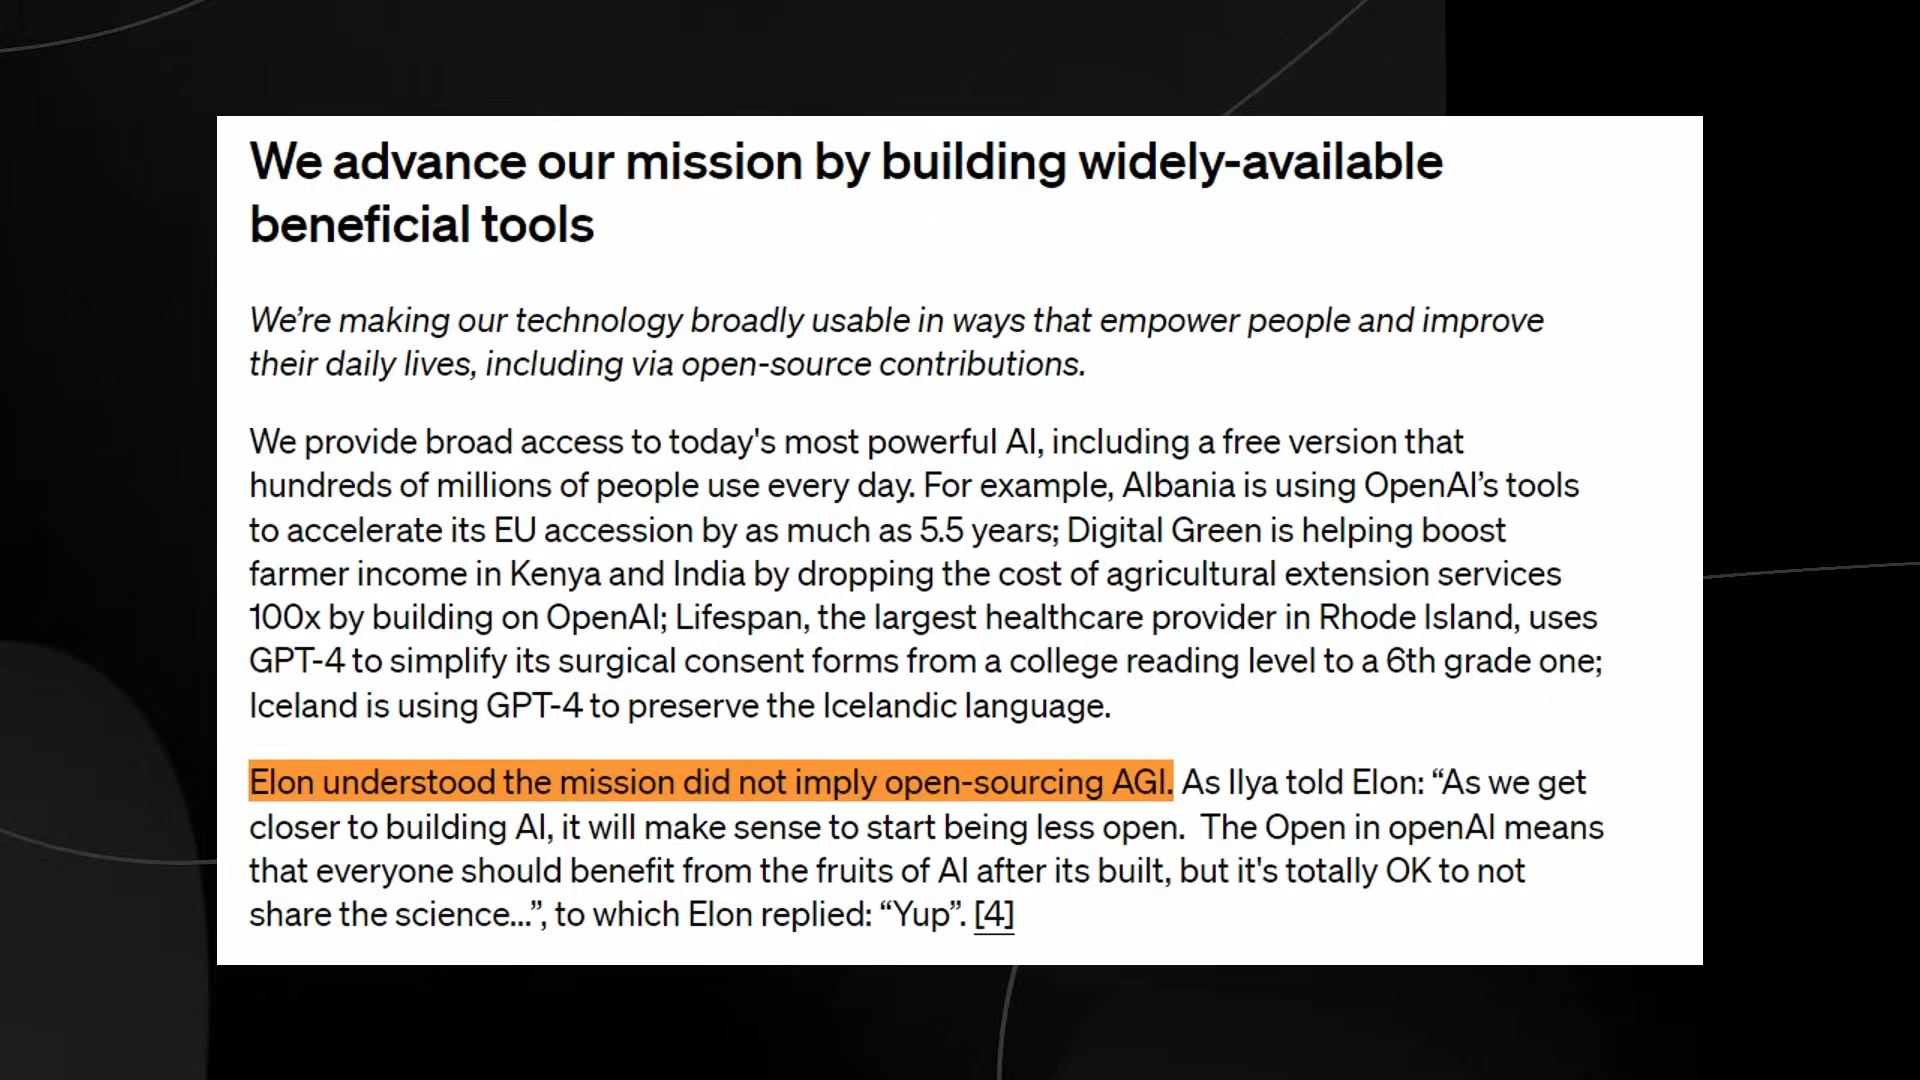 We advance our mission by building widely-available
beneficial tools
We’re making our technology broadly usable in ways that empower people and improve
their daily lives, including via open-source contributions.
We provide broad access to today's most powerful AI, including a free version that
hundreds of millions of people use every day. For example, Albania is using OpenAI’s tools
to accelerate its EU accession by as much as 5.5 years; Digital Green is helping boost
farmer income in Kenya and India by dropping the cost of agricultural extension services
100x by building on OpenAI; Lifespan, the largest healthcare provider in Rhode Island, uses
GPT-4 to simplify its surgical consent forms from a college reading level to a 6th grade one;
Iceland is using GPT-4 to preserve the Icelandic language.
Elon understood the mission did not imply open-sourcing AGI. As Ilya told Elon: “As we get
closer to building AI, it will make sense to start being less open.  The Open in openAI means
that everyone should benefit from the fruits of AI after its built, but it's totally OK to not
share the science...”, to which Elon replied: “Yup”. [4]